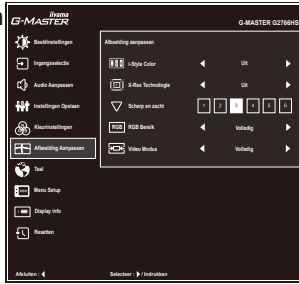 iiyama
G-MASTER
G-MASTER G2766HS
Beeldinstellingen
Ingangsselectie
Audio Aanpassen
Instellingen Opslaan
Kleurinstellingen
Afbeelding Aanpassen
Taal
OSD Menu Setup
Display info
Resetten
Afbeelding aanpassen
i-Style Color Uit
X-Res Technologie Uit
Scherp en zacht 1 2 3 4 5 6
RGB RGB Bereik Volledig
Video Modus Volledig
Afsluiten :
Selecteer : / Indrukken